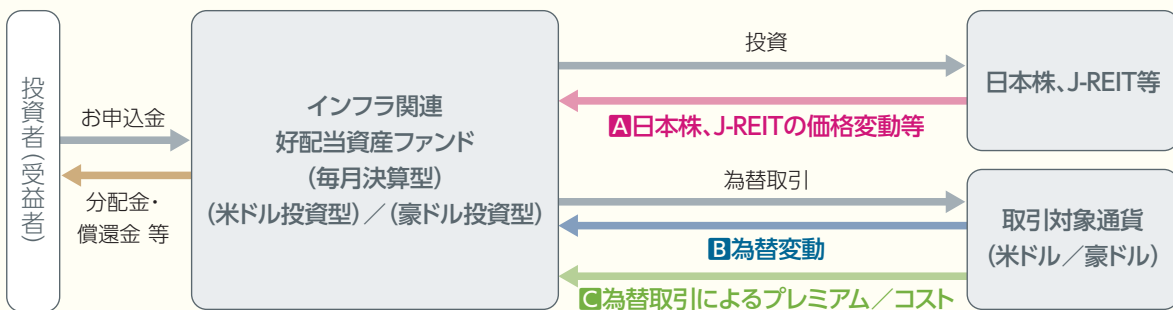 投資者（受益者）
お申込金
分配金・
償還金 等
インフラ関連
好配当資産ファンド
（毎月決算型）
（米ドル投資型）／（豪ドル投資型）
投資
A日本株、J-REITの価格変動等
為替取引
B為替変動
C為替取引によるプレミアム／コスト
日本株、J-REIT等
取引対象通貨
（米ドル／豪ドル）